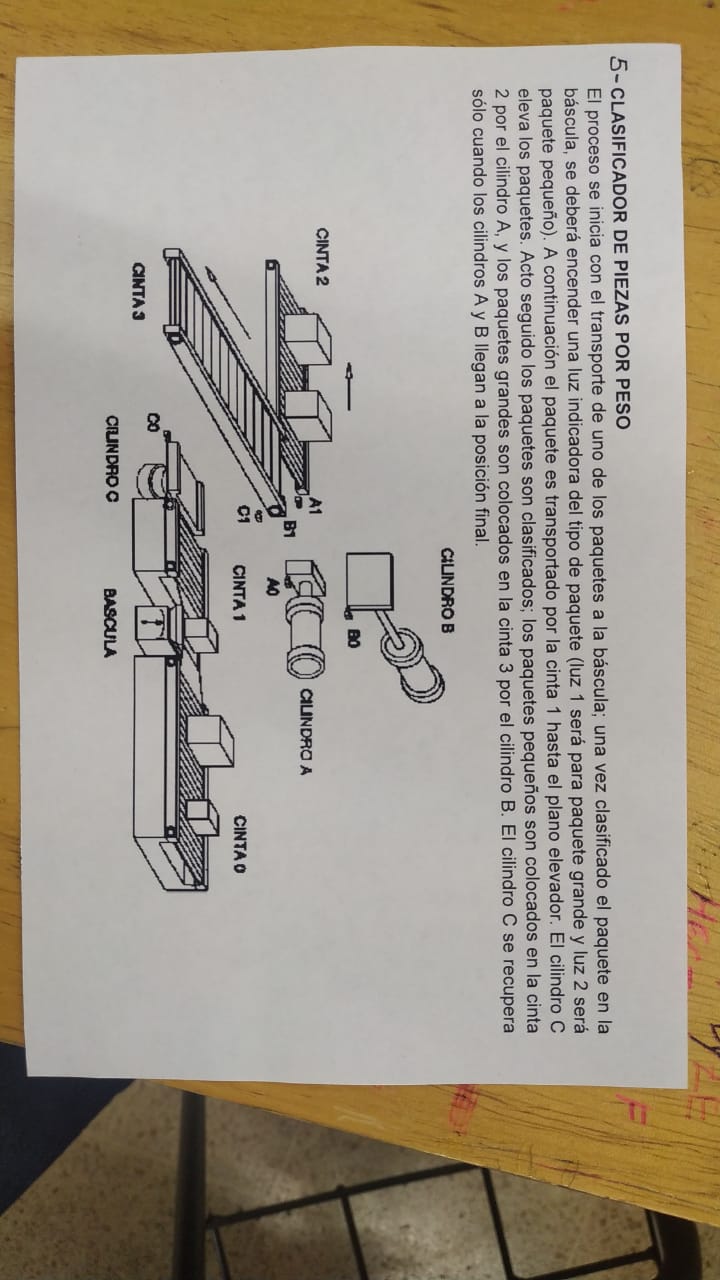 5- CLASIFICADOR DE PIEZAS POR PESO
El proceso se inicia con el transporte de uno de los paquetes a la báscula; una vez clasificado el paquete en la
báscula, se deberá encender una luz indicadora del tipo de paquete (luz 1 será para paquete grande y luz 2 será
paquete pequeño). A continuación el paquete es transportado por la cinta 1 hasta el plano elevador. El cilindro C
eleva los paquetes. Acto seguido los paquetes son clasificados; los paquetes pequeños son colocados en la cinta
2 por el cilindro A, y los paquetes grandes son colocados en la cinta 3 por el cilindro B. El cilindro C se recupera
sólo cuando los cilindros A y B llegan a la posición final.
CILINDRO B
B0
CINTA 2
A1
B1
C1
CILINDRO A
A0
CINTA 1
CINTA 0
C0
CINTA 3
CILINDRO C
BASCULA
F